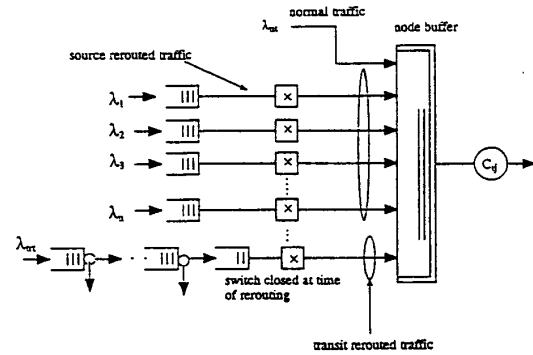 normal traffic
node buffer
λnt
source rerouted traffic
λ1
λ2
λ3
λn
λtrt
Cij
switch closed at time
of rerouting
transit rerouted traffic